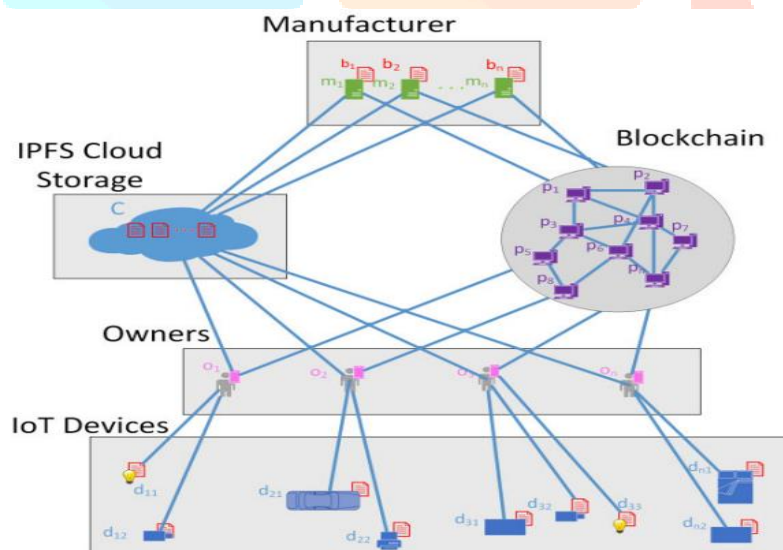 Manufacturer
b₁ b₂ bₙ
m₁ m₂ . . . mₙ
IPFS Cloud
Storage
Blockchain
C
p₁ p₂
p₃ p₄ p₇
p₅ p₆
p₈ pₙ
Owners
o₁ o₂ o₃ oₙ
IoT Devices
d₁₁ d₂₁ d₃₁ d₃₂ d₃₃ dₙ₁
d₁₂ d₂₂ dₙ₂